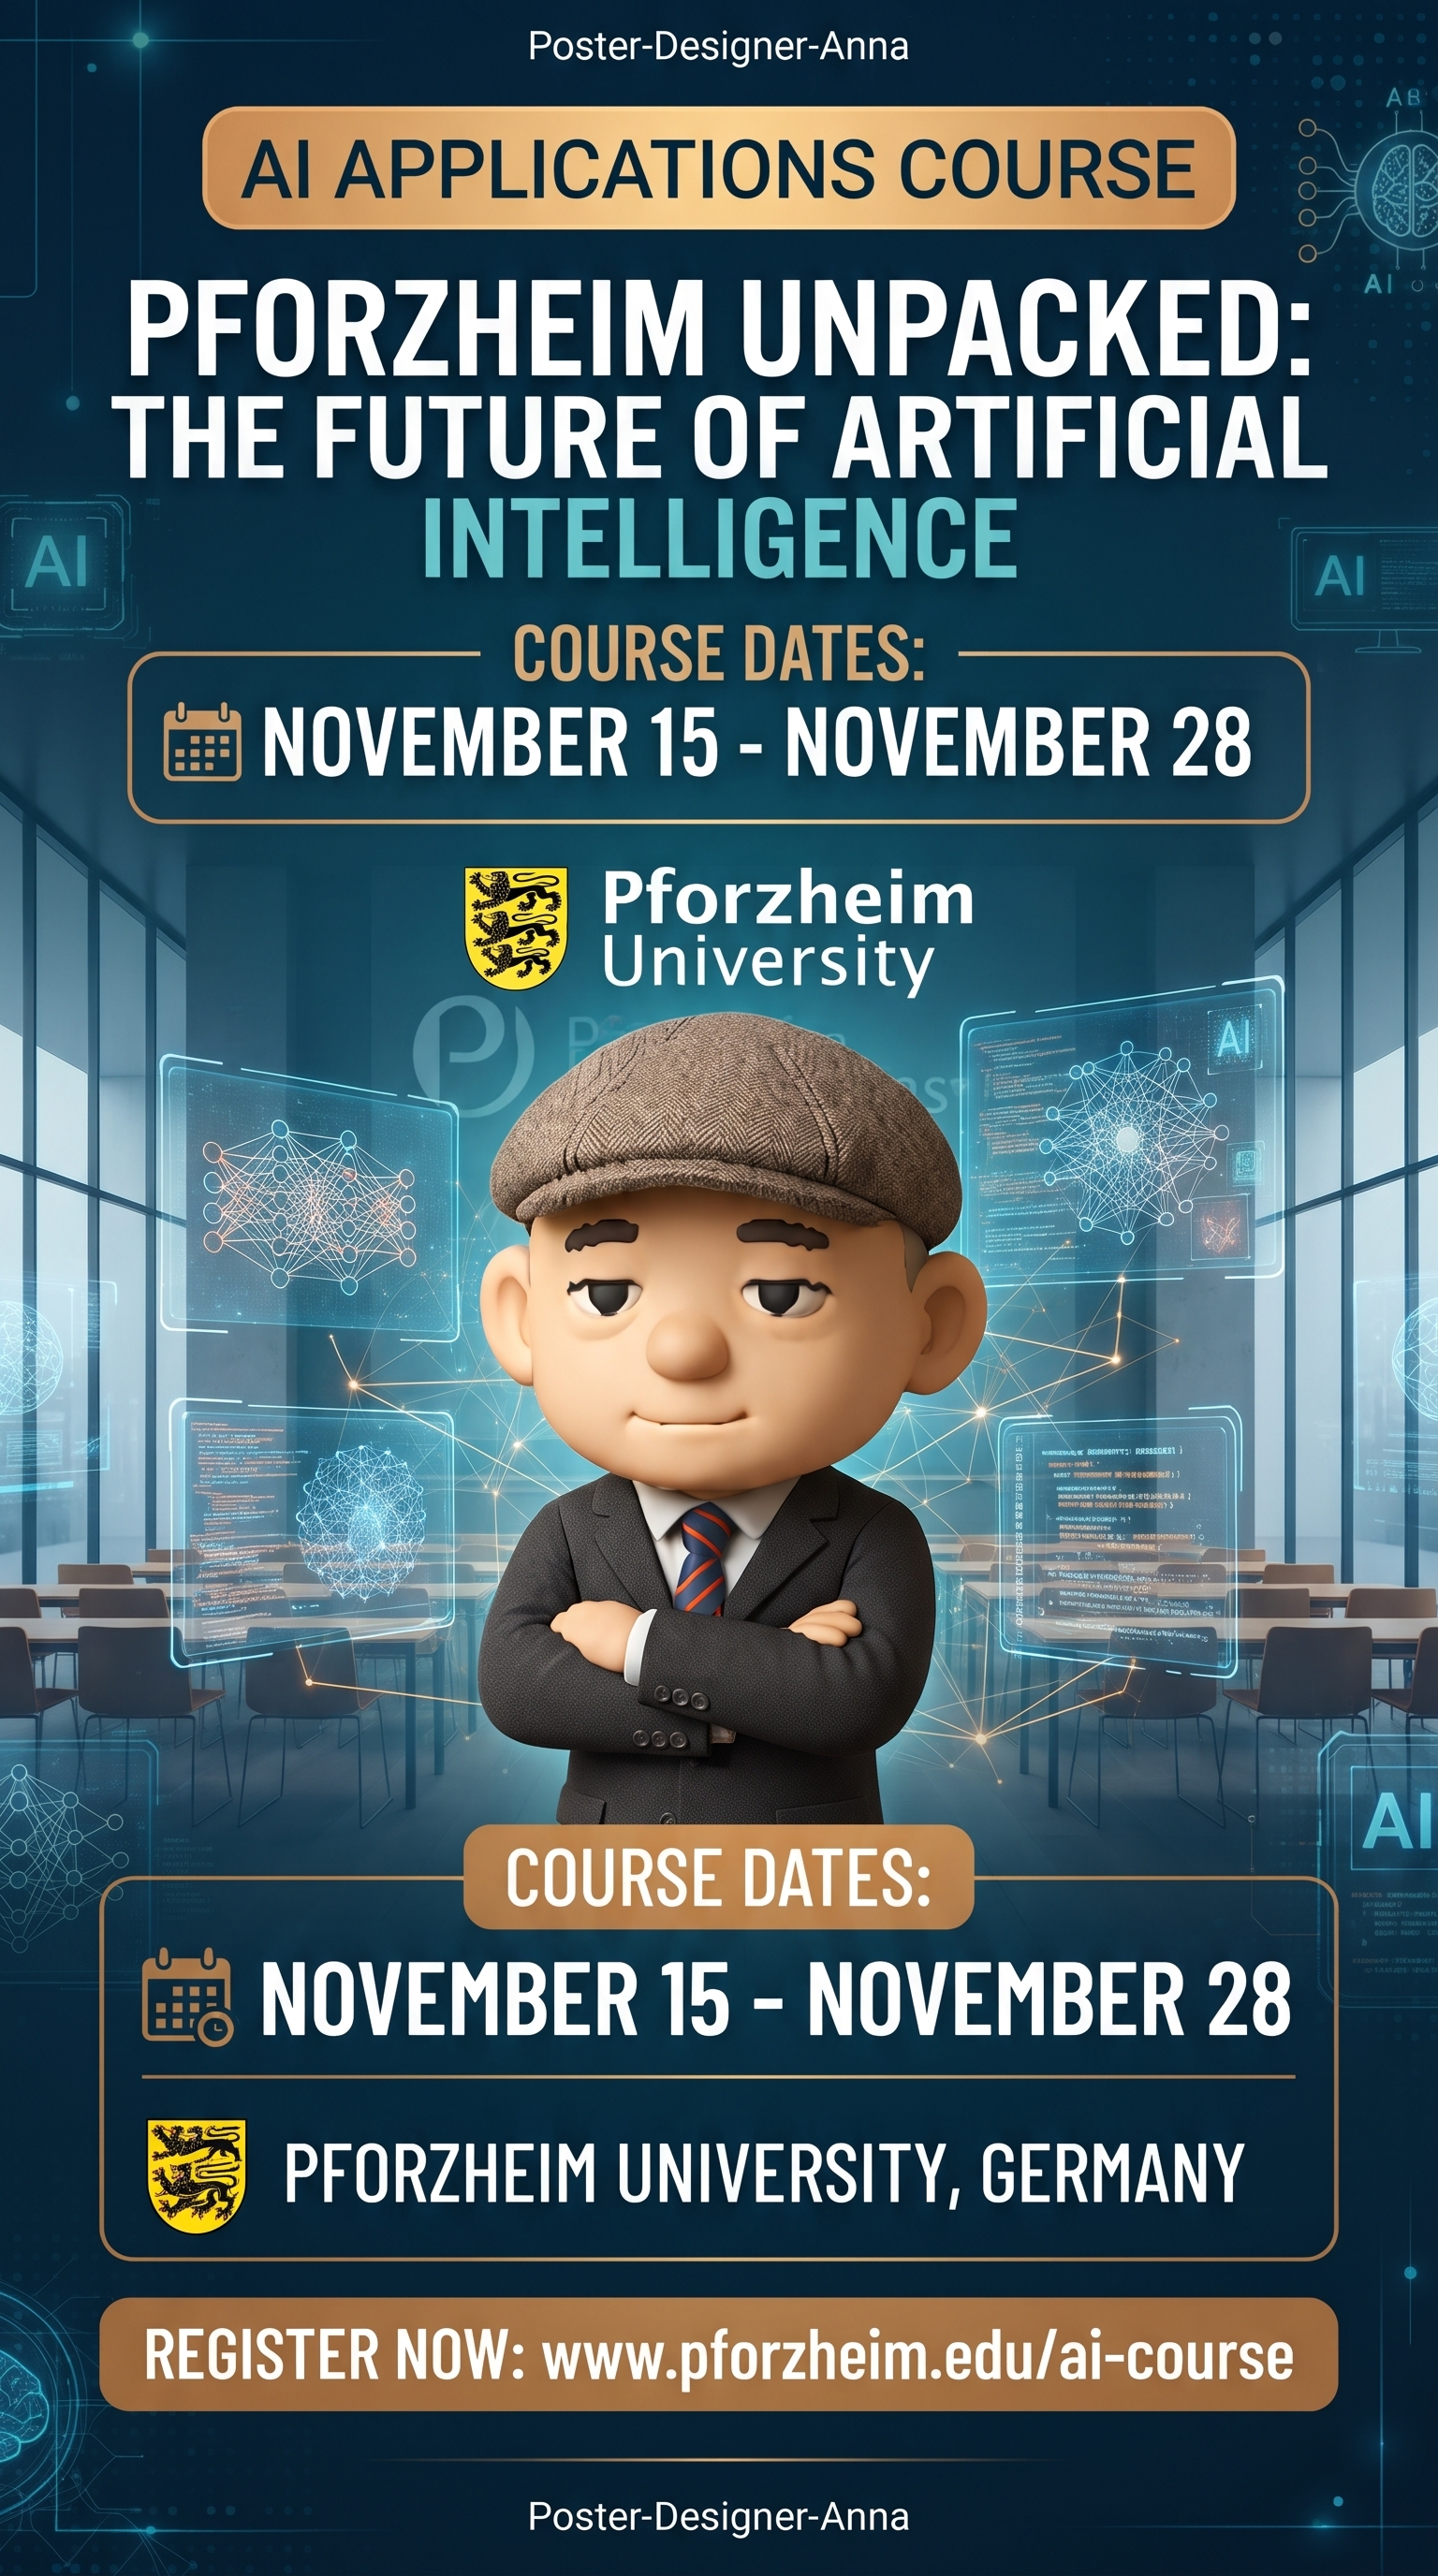 Poster-Designer-Anna
AI APPLICATIONS COURSE
AB
AI
PFORZHEIM UNPACKED:
THE FUTURE OF ARTIFICIAL
INTELLIGENCE
AI
AI
COURSE DATES:
NOVEMBER 15 - NOVEMBER 28
Pforzheim
University
AI
COURSE DATES:
AI
NOVEMBER 15 - NOVEMBER 28
PFORZHEIM UNIVERSITY, GERMANY
REGISTER NOW: www.pforzheim.edu/ai-course
Poster-Designer-Anna